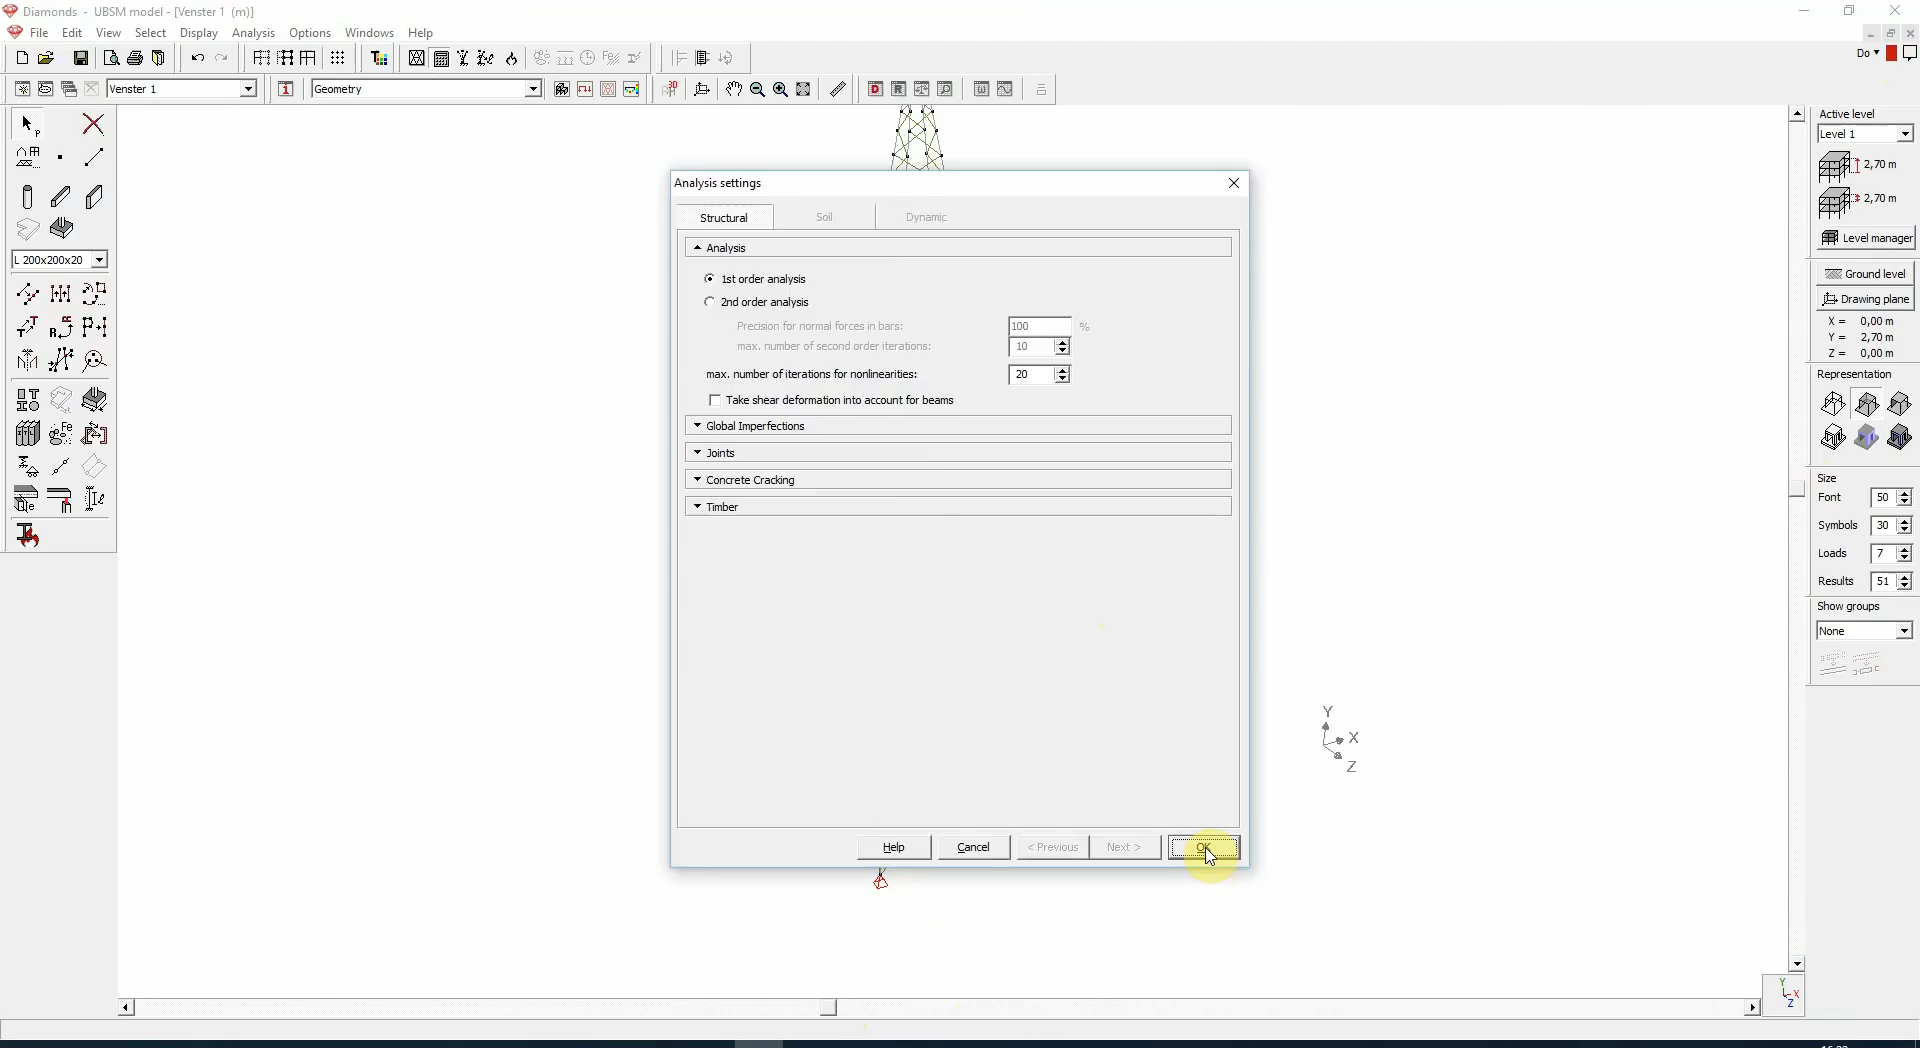 Diamonds - UBSM model - [Venster 1 (m)]
File Edit View Select Display Analysis Options Windows Help
Do
Venster 1
Geometry
L 200x200x20
Analysis settings
Structural Soil Dynamic
Analysis
1st order analysis
2nd order analysis
Precision for normal forces in bars: 100 %
max. number of second order iterations: 10
max. number of iterations for nonlinearities: 20
Take shear deformation into account for beams
Global Imperfections
Joints
Concrete Cracking
Timber
Help Cancel < Previous Next > OK
Y
X
Z
Active level
Level 1
2,70 m
2,70 m
Level manager
Ground level
Drawing plane
X = 0,00 m
Y = 2,70 m
Z = 0,00 m
Representation
Size
Font 50
Symbols 30
Loads 7
Results 51
Show groups
None
Y
X
Z